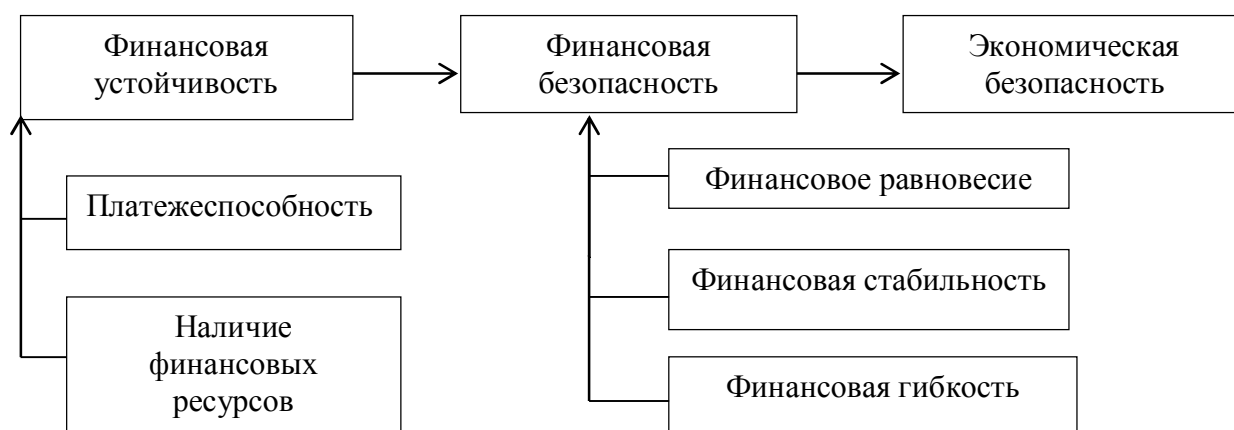 Финансовая
устойчивость
Финансовая
безопасность
Экономическая
безопасность
Платежеспособность
Наличие
финансовых
ресурсов
Финансовое равновесие
Финансовая стабильность
Финансовая гибкость